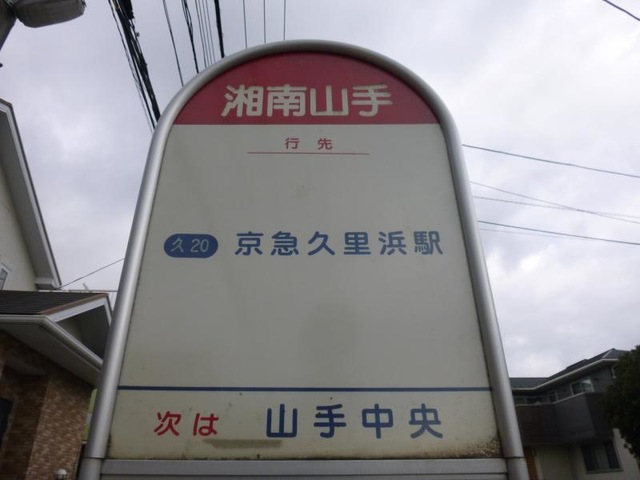 湘南山手
行先
久20 京急久里浜駅
次は 山手中央